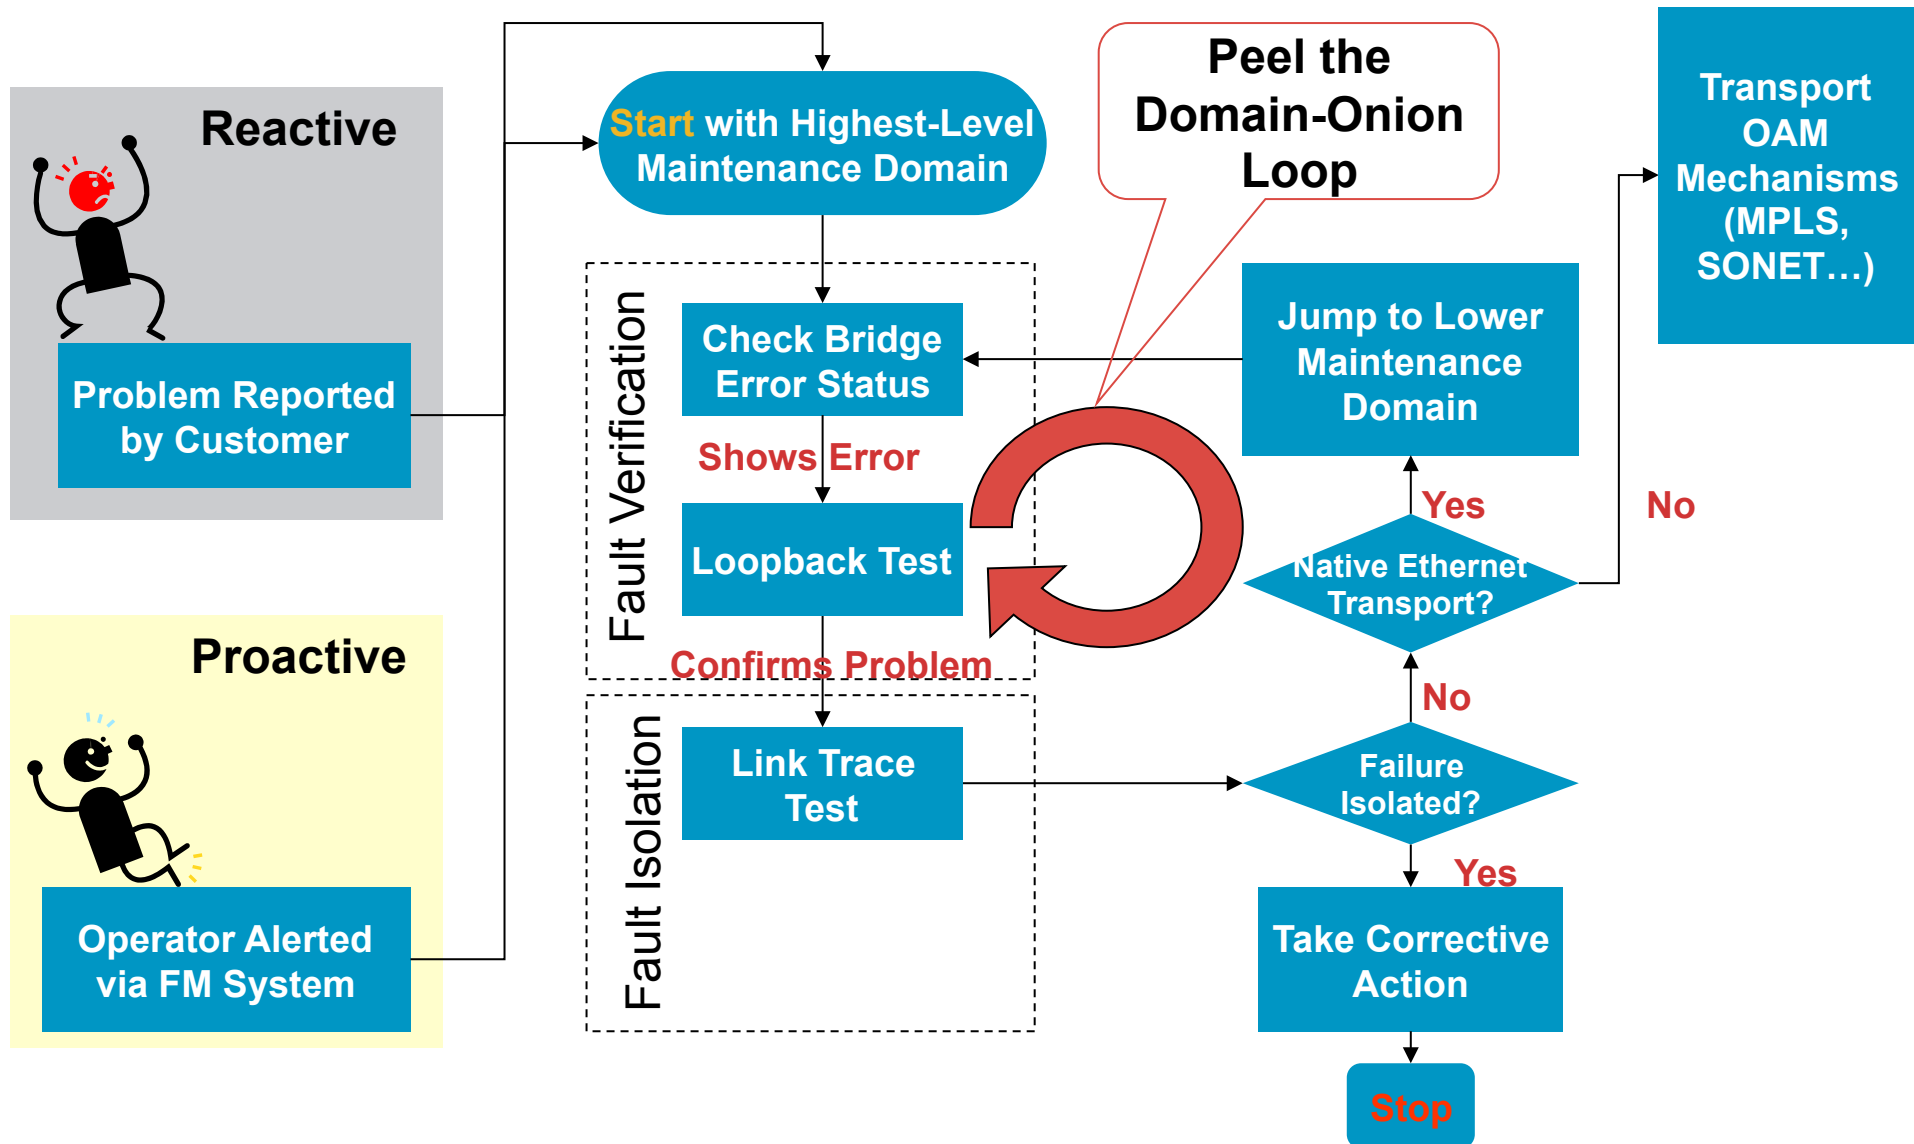 Reactive
Problem Reported
by Customer
Proactive
Operator Alerted
via FM System
Start with Highest-Level
Maintenance Domain
Fault Verification
Check Bridge
Error Status
Shows Error
Loopback Test
Confirms Problem
Fault Isolation
Link Trace
Test
Peel the
Domain-Onion
Loop
Jump to Lower
Maintenance
Domain
Yes
Native Ethernet
Transport?
No
No
Failure
Isolated?
Yes
Take Corrective
Action
Stop
Transport
OAM
Mechanisms
(MPLS,
SONET…)